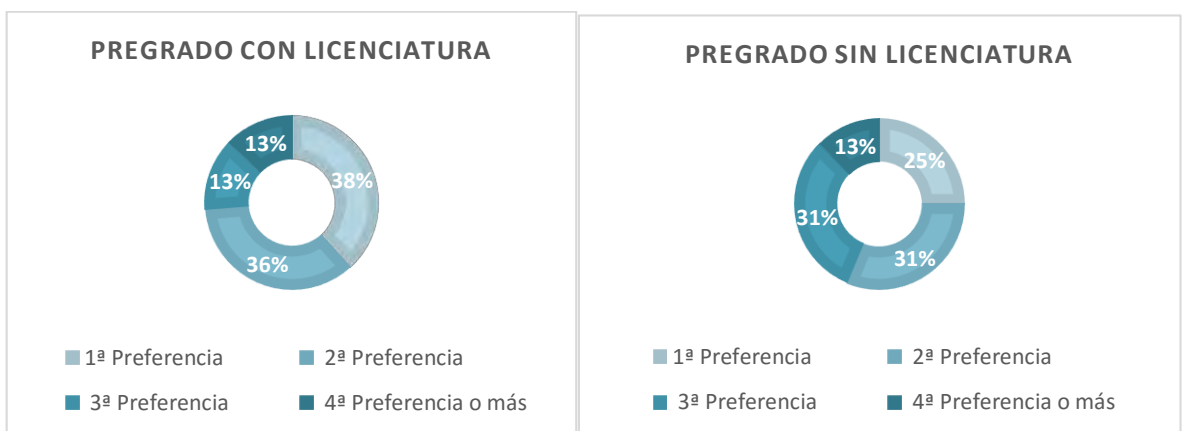 PREGRADO CON LICENCIATURA
13%
38%
13%
36%
1ª Preferencia
2ª Preferencia
3ª Preferencia
4ª Preferencia o más
PREGRADO SIN LICENCIATURA
13%
25%
31%
31%
1ª Preferencia
2ª Preferencia
3ª Preferencia
4ª Preferencia o más